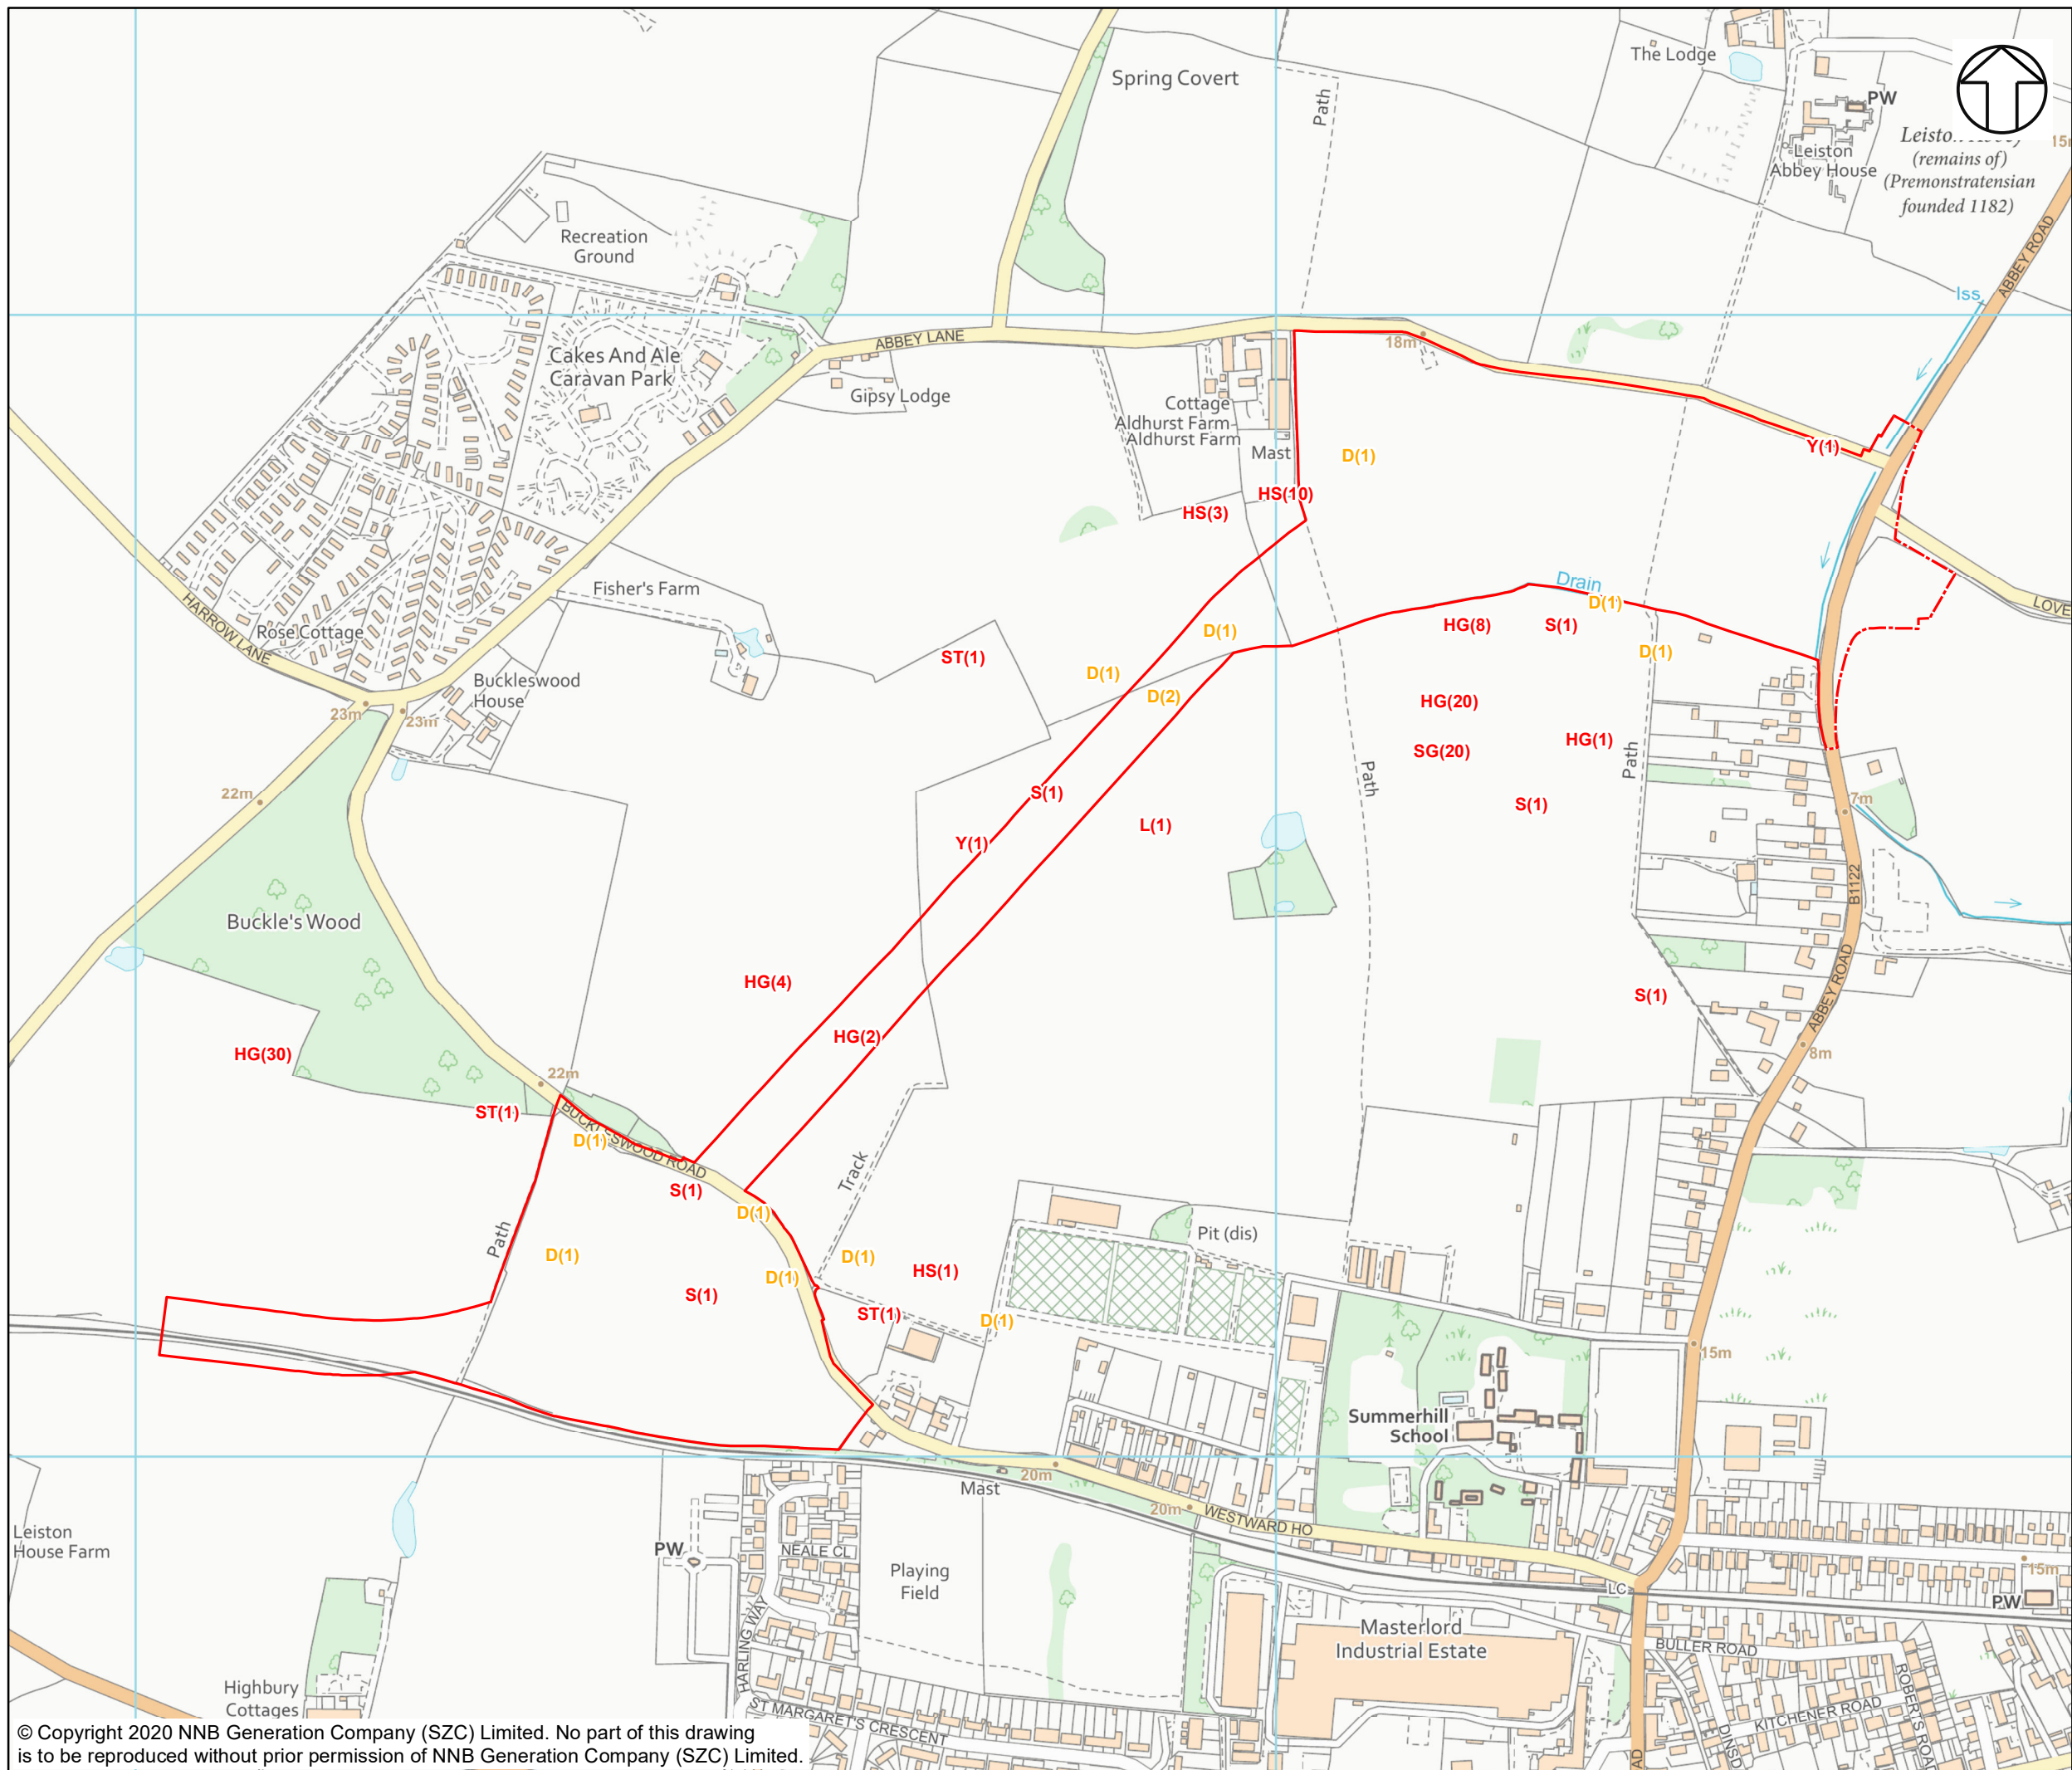 Spring Covert
The Lodge
Path
PW
Leiston
Abbey House
(remains of)
(Premonstratensian
founded 1182)
Recreation
Ground
ABBEY ROAD
Iss
ABBEY LANE
18m
Cakes And Ale
Caravan Park
Gipsy Lodge
Cottage
Aldhurst Farm
Aldhurst Farm
Mast
D(1)
Y(1)
HS(10)
HS(3)
Drain
D(1)
Fisher's Farm
HARROW LANE
Rose Cottage
D(1)
HG(8)
S(1)
LOVE
ST(1)
D(1)
D(1)
Buckleswood
House
D(2)
HG(20)
23m
23m
HG(1)
SG(20)
Path
Path
22m
S(1)
L(1)
S(1)
7m
Y(1)
B1122
Buckle's Wood
HG(4)
S(1)
ABBEY ROAD
HG(2)
HG(30)
8m
22m
ST(1)
BUCKLESWOOD ROAD
D(1)
Track
S(1)
D(1)
Path
Pit (dis)
D(1)
D(1)
D(1)
HS(1)
S(1)
ST(1)
D(1)
15m
Summerhill
School
20m
Mast
20m
WESTWARD HO
Leiston
House Farm
PW
NEALE CL
Playing
Field
LC
15m
PW
HARLING WAY
Masterlord
Industrial Estate
BULLER ROAD
Highbury
Cottages
ST MARGARET'S CRESCENT
KITCHENER ROAD
ROBERTS ROA
DINSD
AD
© Copyright 2020 NNB Generation Company (SZC) Limited. No part of this drawing
is to be reproduced without prior permission of NNB Generation Company (SZC) Limited.